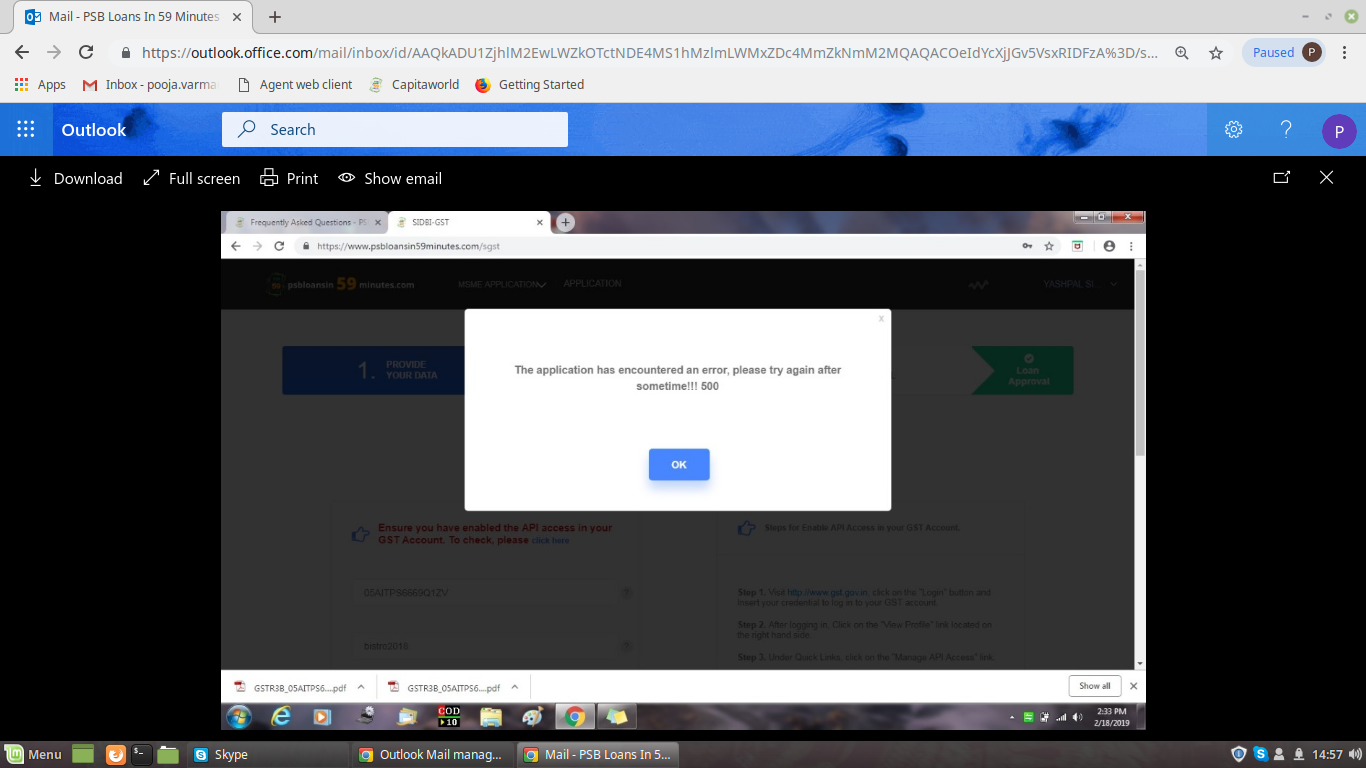 Mail - PSB Loans In 59 Minutes
https://outlook.office.com/mail/inbox/id/AAQkADU1ZjhlM2EwLWZkOTctNDE4MS1hMzlmLWMxZDc4MmZkNmM2MQAQACOeIdYcXjJGv5VsxRIDFzA%3D/s...
Paused P
Apps Inbox - pooja.varma Agent web client Capitaworld Getting Started
Outlook Search P
Download Full screen Print Show email
Frequently Asked Questions - PS SIDBI-GST
https://www.psbloansin59minutes.com/sgst
psbloansin 59 minutes.com MSME APPLICATION APPLICATION YASHPAL SI...
1. PROVIDE
YOUR DATA
Loan
Approval
x
The application has encountered an error, please try again after
sometime!!! 500
OK
Ensure you have enabled the API access in your
GST Account. To check, please click here
05AITPS6669Q1ZV
bistro2016
Steps for Enable API Access in your GST Account.
Step 1. Visit http://www.gst.gov.in, click on the "Login" button and
insert your credential to log in to your GST account.
Step 2. After logging in, Click on the "View Profile" link located on
the right hand side.
Step 3. Under Quick Links, click on the "Manage API Access" link.
GSTR3B_05AITPS6....pdf GSTR3B_05AITPS6....pdf Show all
COD
10
2:33 PM
2/18/2019
Menu Skype Outlook Mail manag... Mail - PSB Loans In 5... 14:57